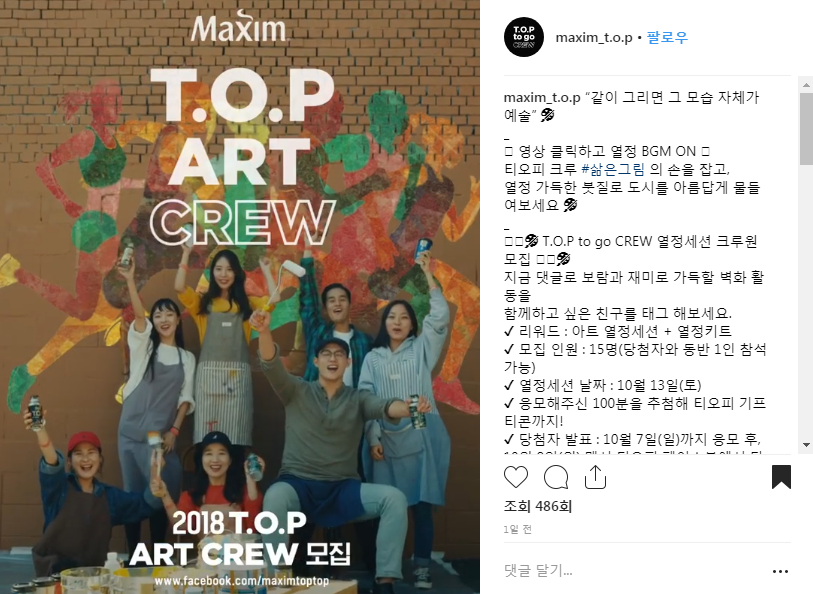 Maxim
T.O.P
ART
CREW
2018 T.O.P
ART CREW 모집
www.facebook.com/maximtoptop
T.O.P
to go
CREW
maxim_t.o.p • 팔로우
maxim_t.o.p "같이 그리면 그 모습 자체가
예술"
_
영상 클릭하고 열정 BGM ON
티오피 크루 #삶은그림 의 손을 잡고,
열정 가득한 붓질로 도시를 아름답게 물들
여보세요
_
T.O.P to go CREW 열정세션 크루원
모집
지금 댓글로 보람과 재미로 가득할 벽화 활
동을
함께하고 싶은 친구를 태그 해보세요.
✓ 리워드 : 아트 열정세션 + 열정키트
✓ 모집 인원 : 15명(당첨자와 동반 1인 참석
가능)
✓ 열정세션 날짜 : 10월 13일(토)
✓ 응모해주신 100분을 추첨해 티오피 기프
티콘까지!
✓ 당첨자 발표 : 10월 7일(일)까지 응모 후,
조회 486회
1일 전
댓글 달기...